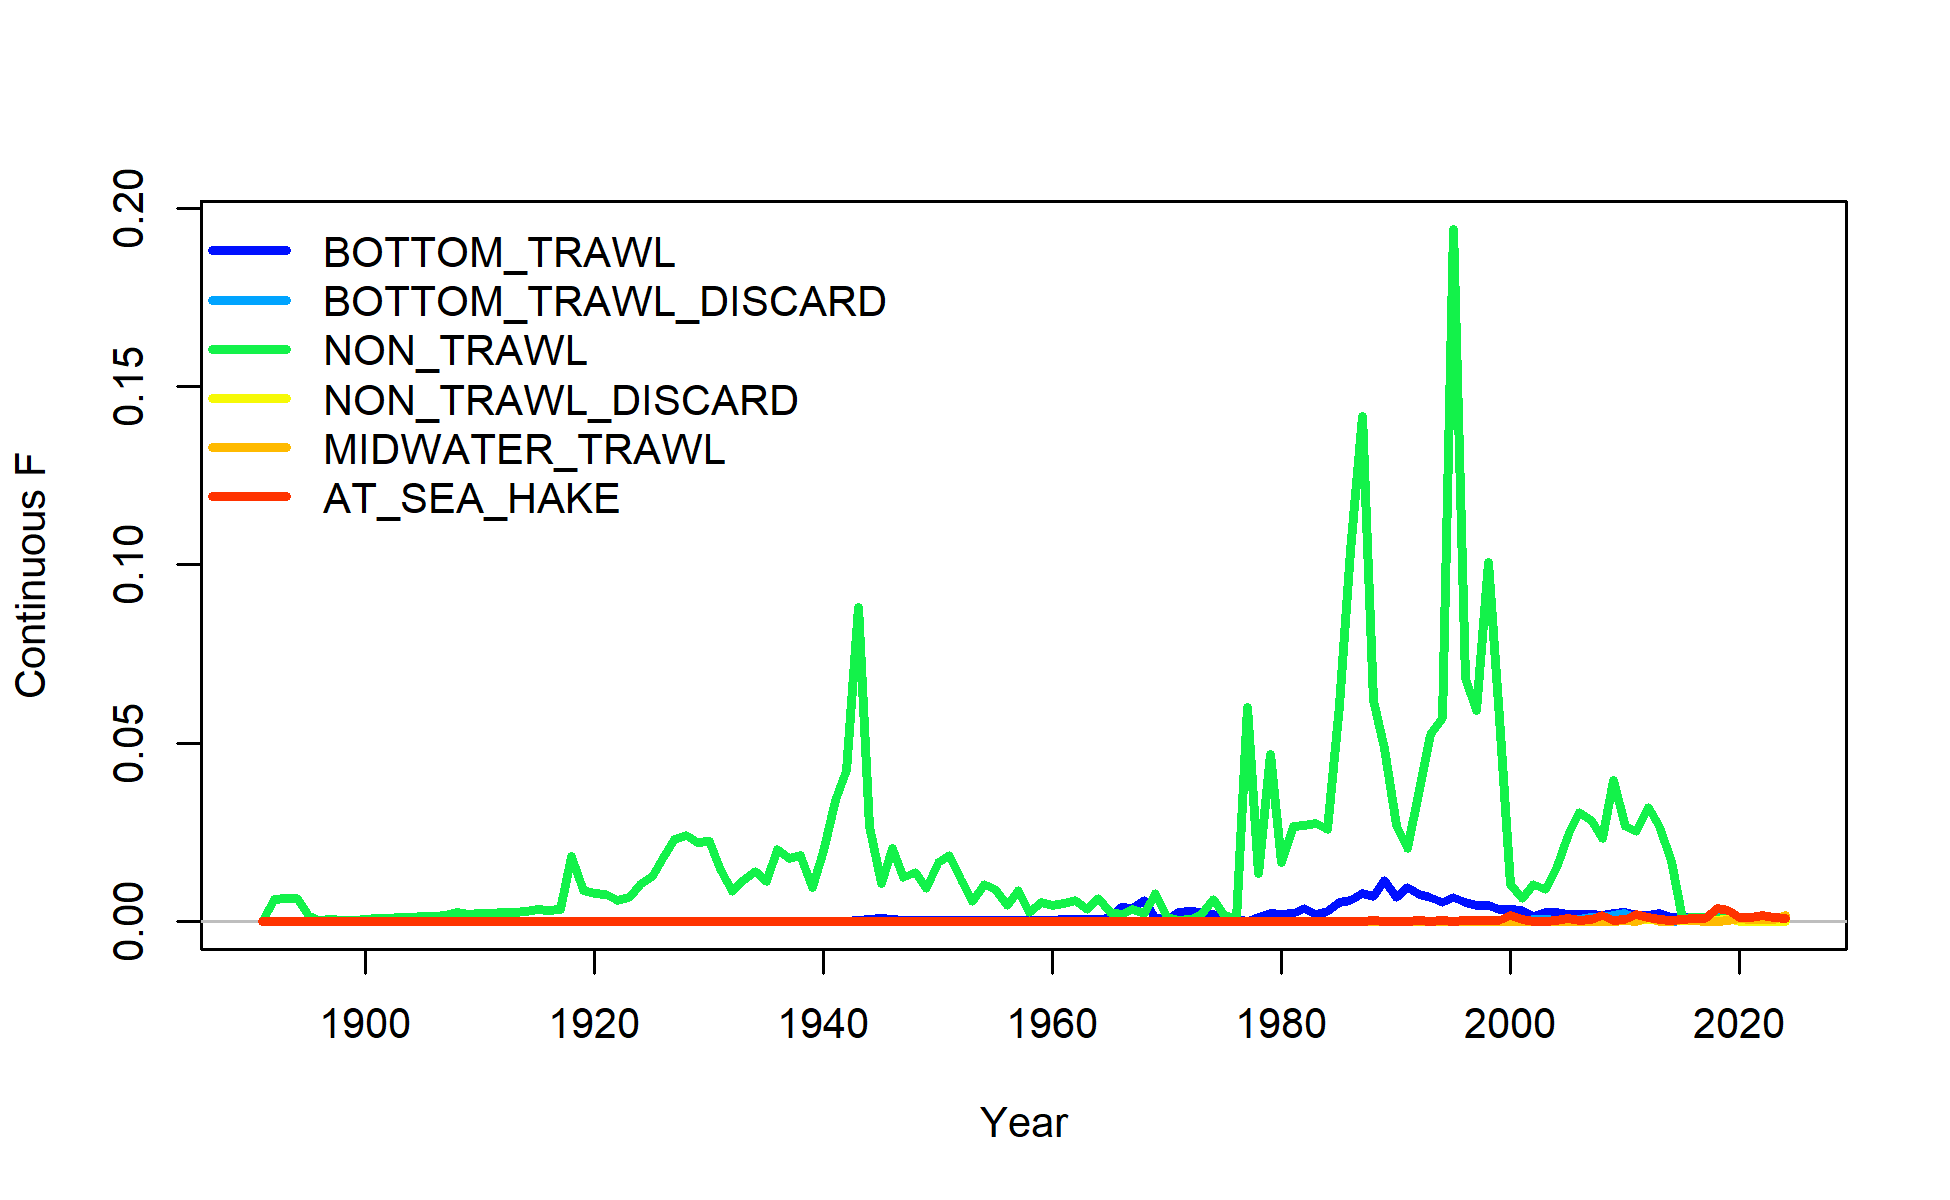 BOTTOM_TRAWL
BOTTOM_TRAWL_DISCARD
NON_TRAWL
NON_TRAWL_DISCARD
MIDWATER_TRAWL
AT_SEA_HAKE
Continuous F
0.20
0.15
0.10
0.05
0.00
1900 1920 1940 1960 1980 2000 2020
Year